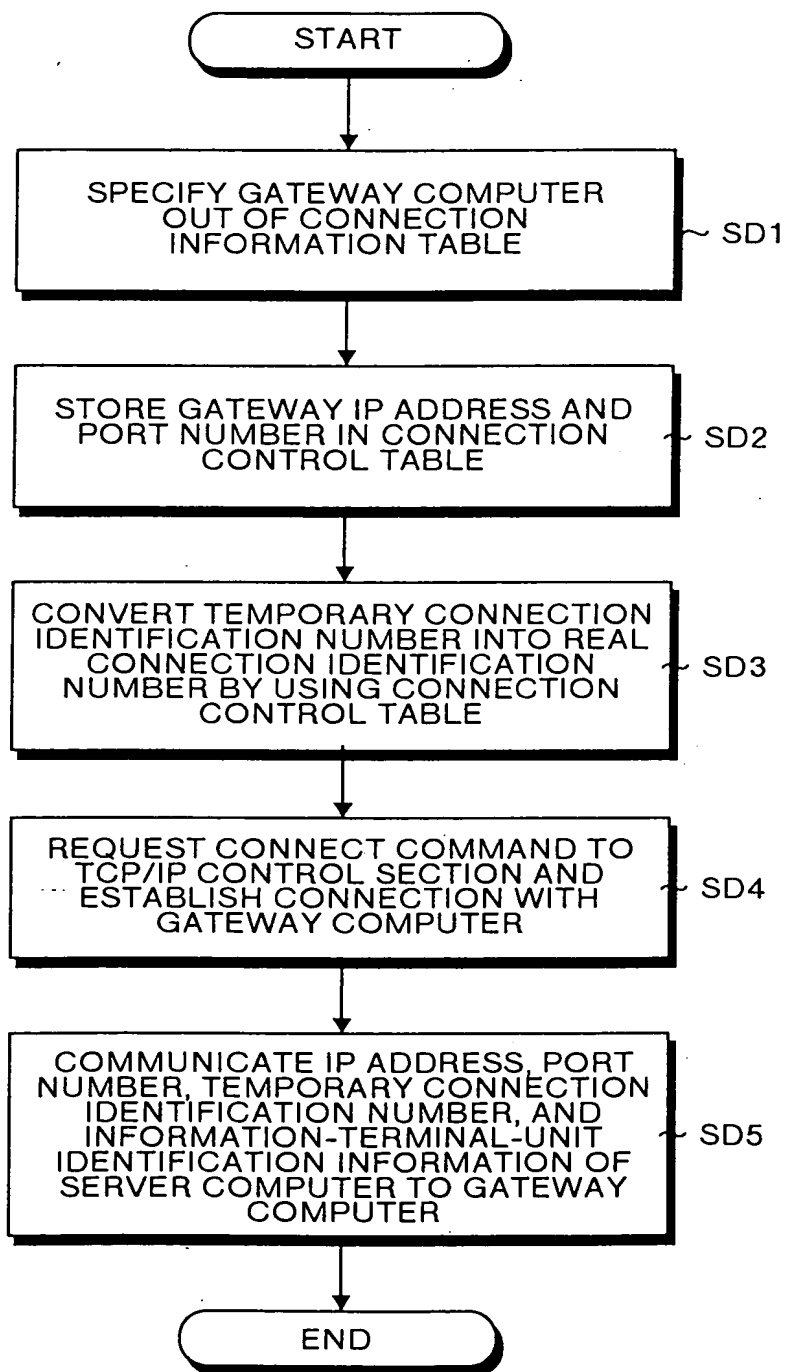 START
SPECIFY GATEWAY COMPUTER
OUT OF CONNECTION
INFORMATION TABLE
SD1
STORE GATEWAY IP ADDRESS AND
PORT NUMBER IN CONNECTION
CONTROL TABLE
SD2
CONVERT TEMPORARY CONNECTION
IDENTIFICATION NUMBER INTO REAL
CONNECTION IDENTIFICATION
NUMBER BY USING CONNECTION
CONTROL TABLE
SD3
REQUEST CONNECT COMMAND TO
TCP/IP CONTROL SECTION AND
ESTABLISH CONNECTION WITH
GATEWAY COMPUTER
SD4
COMMUNICATE IP ADDRESS, PORT
NUMBER, TEMPORARY CONNECTION
IDENTIFICATION NUMBER, AND
INFORMATION-TERMINAL-UNIT
IDENTIFICATION INFORMATION OF
SERVER COMPUTER TO GATEWAY
COMPUTER
SD5
END